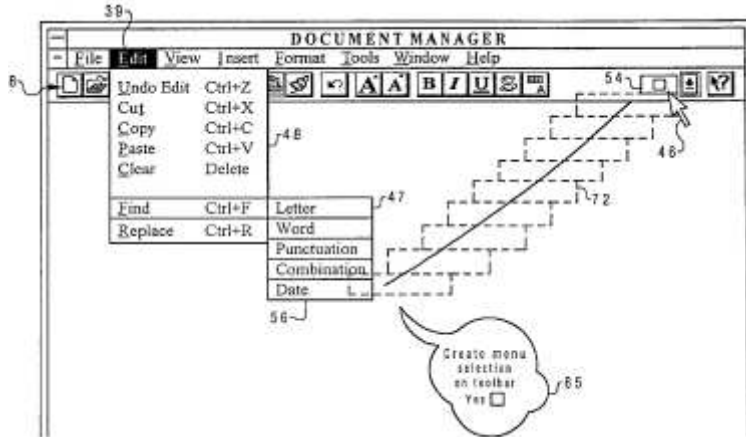 39
DOCUMENT MANAGER
File Edit View Insert Format Tools Window Help
8
B I U
A A
54
46
Undo Edit Ctrl+Z
Cut Ctrl+X
Copy Ctrl+C
Paste Ctrl+V
Clear Delete
48
Find Ctrl+F
Replace Ctrl+R
Letter
Word
Punctuation
Combination
Date
47
72
56
Create menu
selection
on toolbar
Yes
65